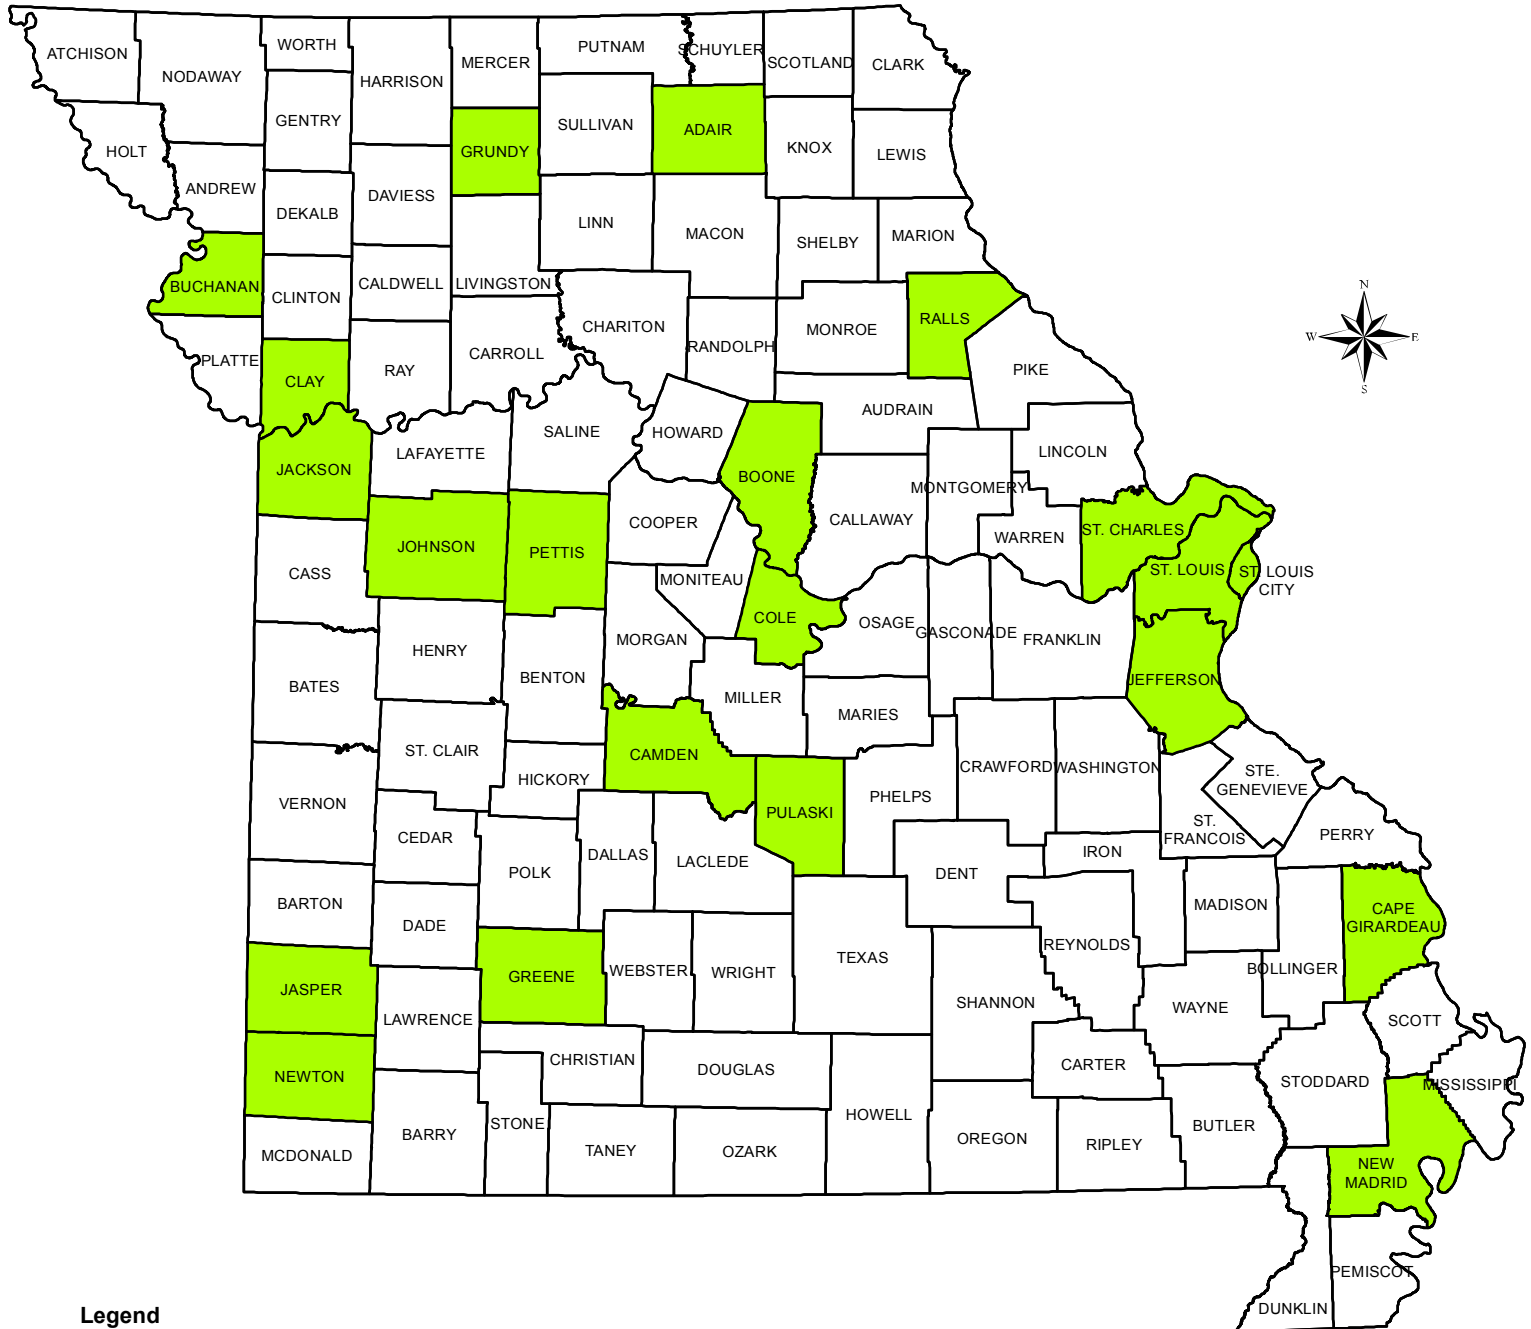 ATCHISON
NODAWAY
WORTH
HARRISON
MERCER
PUTNAM
SCHUYLER
SCOTLAND
CLARK
HOLT
GENTRY
GRUNDY
SULLIVAN
ADAIR
KNOX
LEWIS
ANDREW
DEKALB
DAVIESS
LINN
MACON
SHELBY
MARION
BUCHANAN
CLINTON
CALDWELL
LIVINGSTON
CHARITON
RANDOLPH
MONROE
RALLS
N
W
E
S
PLATTE
CLAY
RAY
CARROLL
PIKE
AUDRAIN
JACKSON
LAFAYETTE
SALINE
HOWARD
BOONE
LINCOLN
MONTGOMERY
CALLAWAY
COOPER
WARREN
ST. CHARLES
CASS
JOHNSON
PETTIS
MONITEAU
ST. LOUIS
ST. LOUIS
CITY
COLE
OSAGE
GASCONADE
FRANKLIN
HENRY
MORGAN
BATES
BENTON
MILLER
MARIES
JEFFERSON
ST. CLAIR
CAMDEN
HICKORY
CRAWFORD
WASHINGTON
STE.
GENEVIEVE
VERNON
PULASKI
PHELPS
ST.
FRANCOIS
PERRY
CEDAR
POLK
DALLAS
LACLEDE
DENT
IRON
BARTON
DADE
MADISON
CAPE
GIRARDEAU
JASPER
GREENE
WEBSTER
WRIGHT
TEXAS
REYNOLDS
BOLLINGER
LAWRENCE
SHANNON
WAYNE
SCOTT
NEWTON
CHRISTIAN
DOUGLAS
CARTER
STODDARD
MISSISSIPPI
MCDONALD
BARRY
STONE
TANEY
OZARK
HOWELL
OREGON
RIPLEY
BUTLER
NEW
MADRID
PEMISCOT
DUNKLIN
Legend